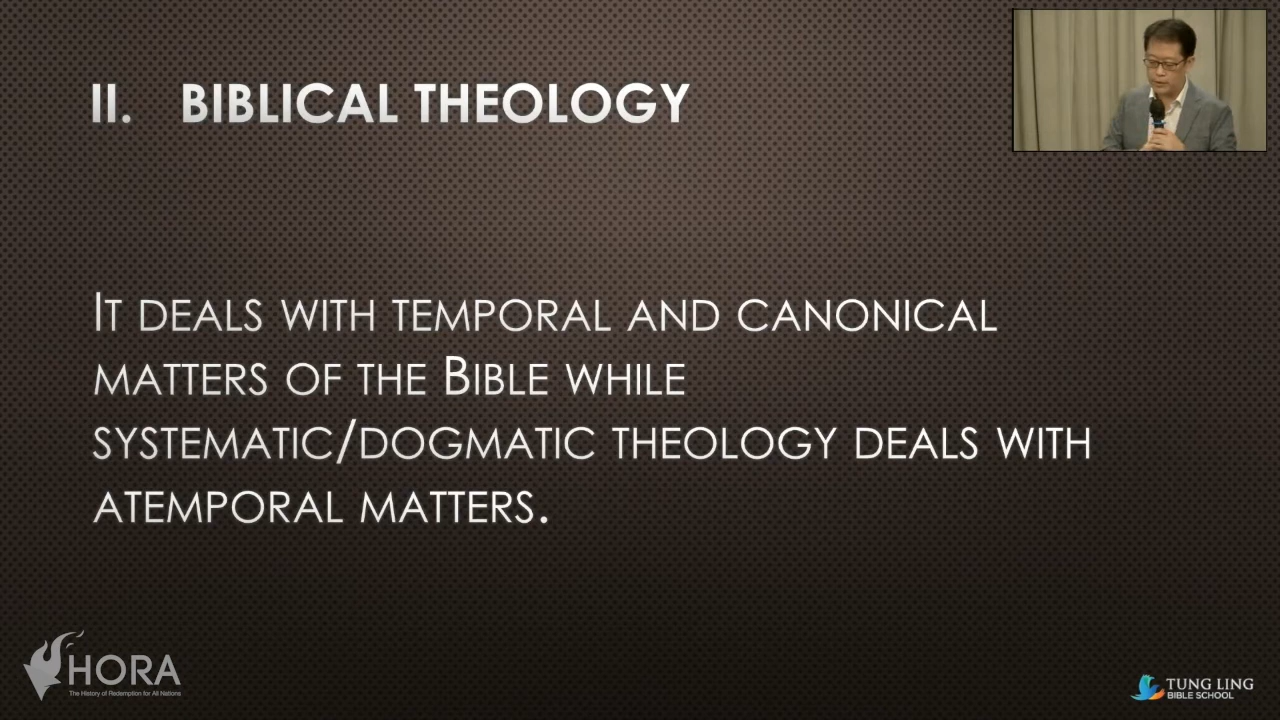 II. BIBLICAL THEOLOGY
IT DEALS WITH TEMPORAL AND CANONICAL
MATTERS OF THE BIBLE WHILE
SYSTEMATIC/DOGMATIC THEOLOGY DEALS WITH
ATEMPORAL MATTERS.
HORA
The History of Redemption for All Nations
TUNG LING
BIBLE SCHOOL